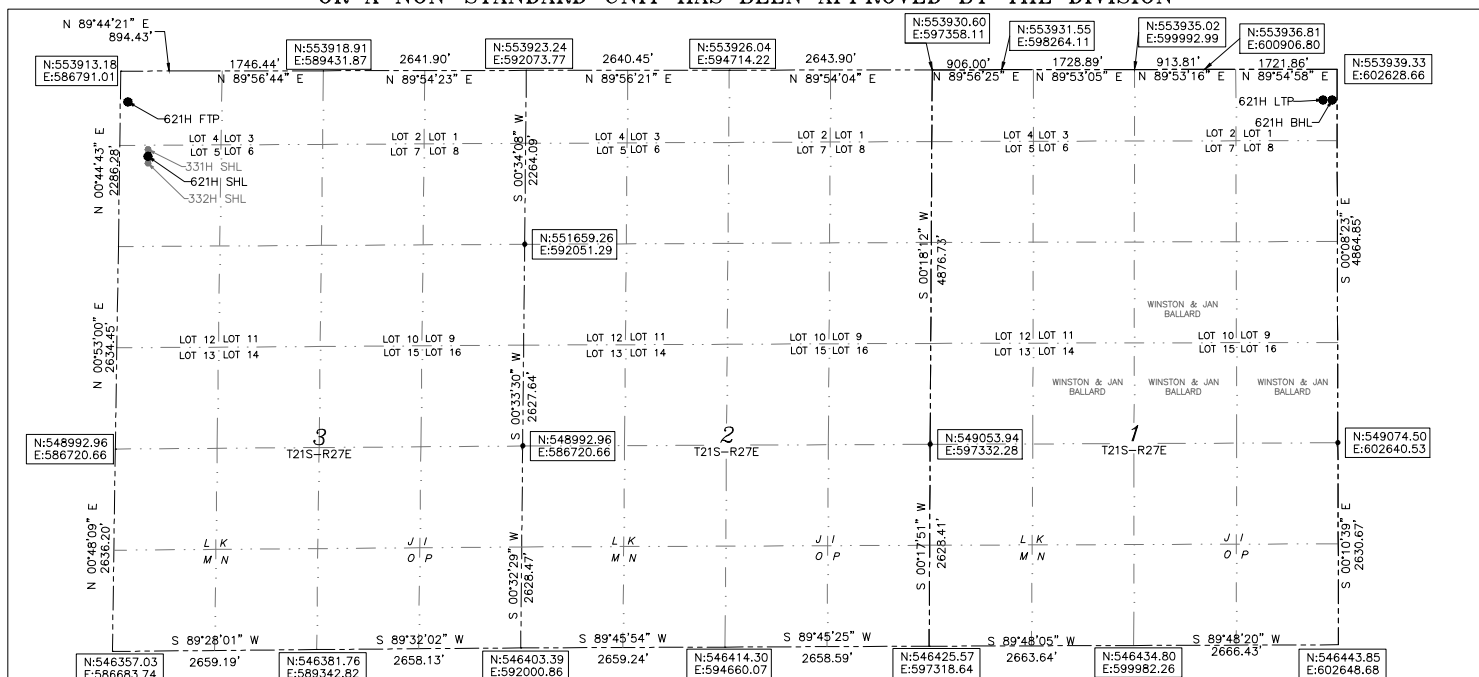 OR A NON-STANDARD UNIT HAS BEEN APPROVED BY THE DIVISION
N 89°44'21" E
894.43'
N:553913.18
E:586791.01
1746.44'
N 89°56'44" E
N:553918.91
E:589431.87
2641.90'
N 89°54'23" E
N:553923.24
E:592073.77
2640.45'
N 89°56'21" E
N:553926.04
E:594714.22
2643.90'
N 89°54'04" E
N:553930.60
E:597358.11
906.00'
N 89°56'25" E
N:553931.55
E:598264.11
1728.89'
N 89°53'05" E
N:553935.02
E:599992.99
913.81'
N 89°53'16" E
N:553936.81
E:600906.80
1721.86'
N 89°54'58" E
N:553939.33
E:602628.66
621H FTP
621H LTP
621H BHL
331H SHL
621H SHL
332H SHL
LOT 4 LOT 3
LOT 5 LOT 6
LOT 2 LOT 1
LOT 7 LOT 8
LOT 4 LOT 3
LOT 5 LOT 6
LOT 2 LOT 1
LOT 7 LOT 8
LOT 4 LOT 3
LOT 5 LOT 6
LOT 2 LOT 1
LOT 7 LOT 8
N 00°44'43" E
2286.28'
S 00°34'08" W
2264.09'
S 00°18'12" W
4876.73'
S 00°08'23" E
4864.85'
N:551659.26
E:592051.29
WINSTON & JAN
BALLARD
LOT 12 LOT 11
LOT 13 LOT 14
LOT 10 LOT 9
LOT 15 LOT 16
LOT 12 LOT 11
LOT 13 LOT 14
LOT 10 LOT 9
LOT 15 LOT 16
LOT 12 LOT 11
LOT 13 LOT 14
LOT 10 LOT 9
LOT 15 LOT 16
N 00°53'00" E
2634.45'
S 00°33'30" W
2627.64'
WINSTON & JAN
BALLARD
WINSTON & JAN
BALLARD
WINSTON & JAN
BALLARD
N:548992.96
E:586720.66
3
T21S-R27E
N:548992.96
E:586720.66
2
T21S-R27E
N:549053.94
E:597332.28
1
T21S-R27E
N:549074.50
E:602640.53
N 00°48'09" E
2636.20'
S 00°32'29" W
2628.47'
S 00°17'51" W
2628.41'
S 00°10'39" E
2630.67'
L K
M N
J I
O P
L K
M N
J I
O P
L K
M N
J I
O P
S 89°28'01" W
2659.19'
S 89°32'02" W
2658.13'
S 89°45'54" W
2659.24'
S 89°45'25" W
2658.59'
S 89°48'05" W
2663.64'
S 89°48'20" W
2666.43'
N:546357.03
E:586683.74
N:546381.76
E:589342.82
N:546403.39
E:592000.86
N:546414.30
E:594660.07
N:546425.57
E:597318.64
N:546434.80
E:599982.26
N:546443.85
E:602648.68